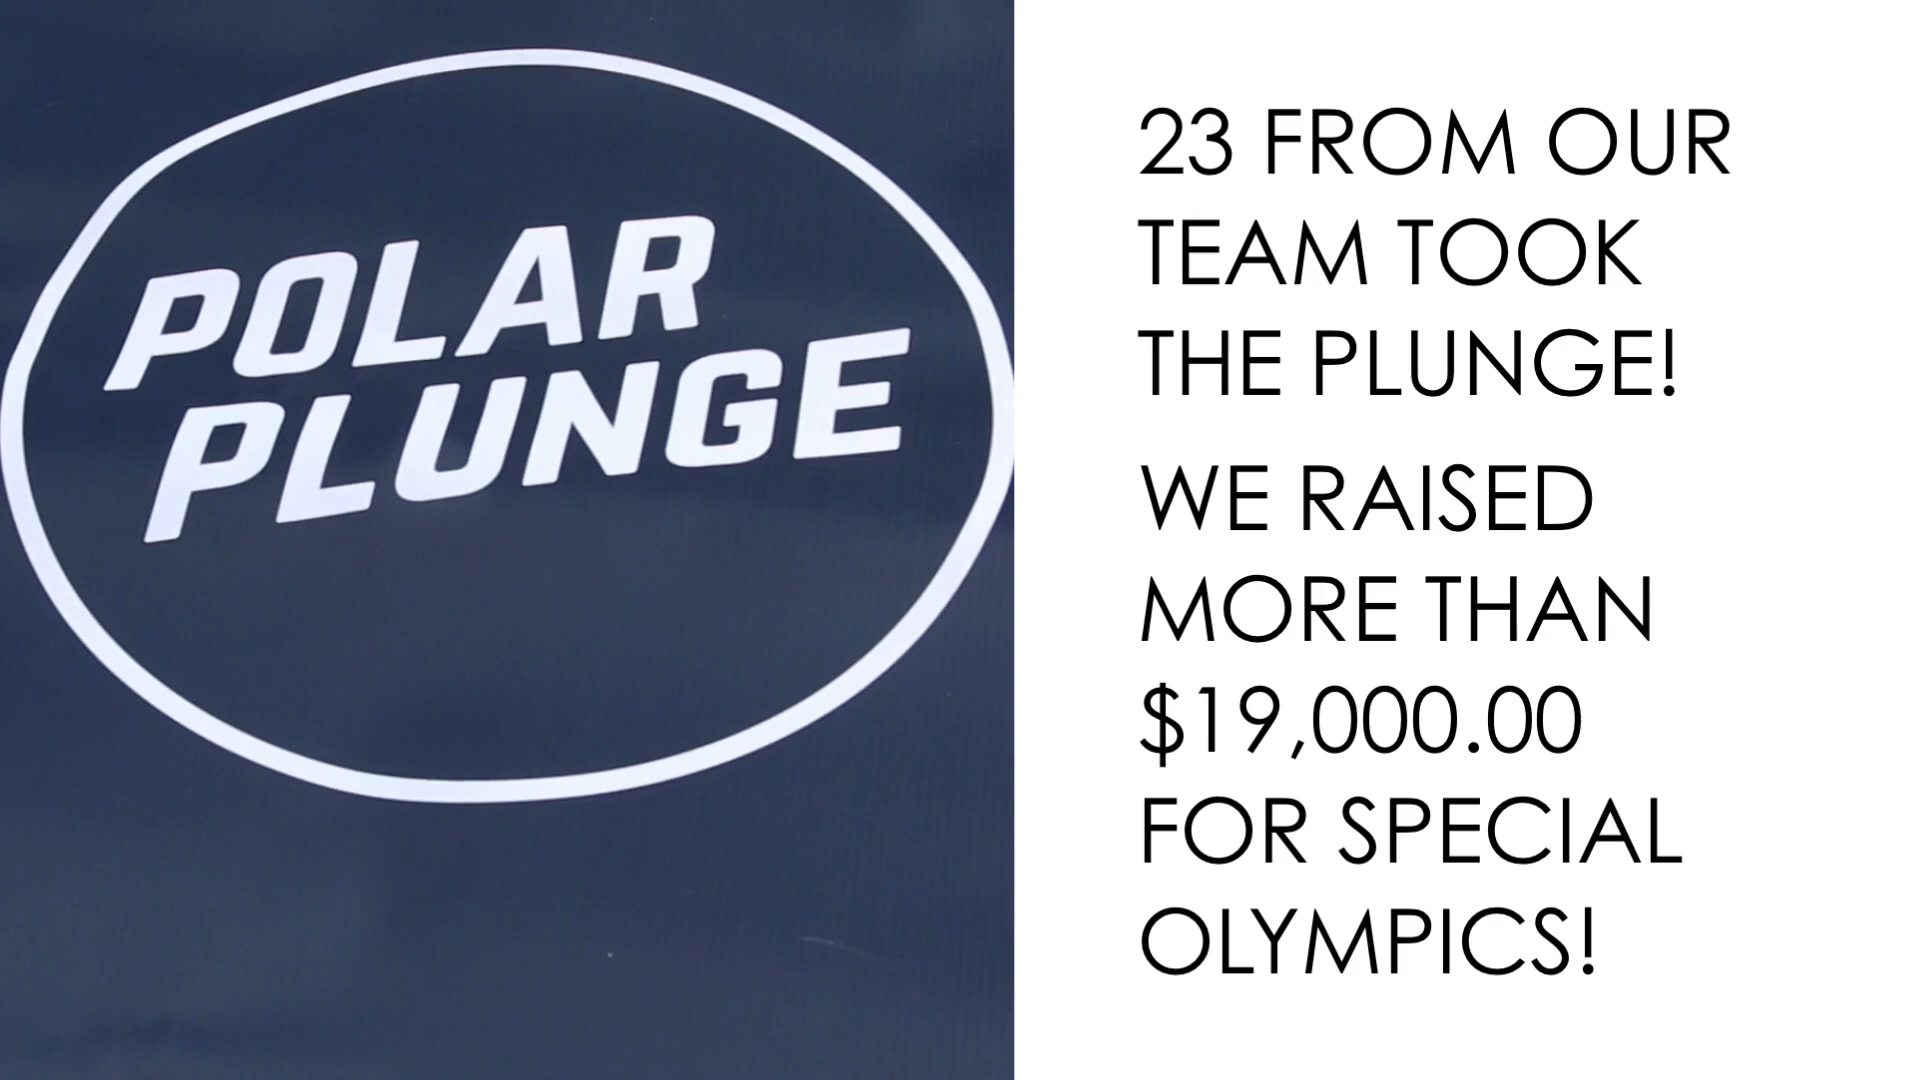 POLAR
PLUNGE
23 FROM OUR
TEAM TOOK
THE PLUNGE!
WE RAISED
MORE THAN
$19,000.00
FOR SPECIAL
OLYMPICS!